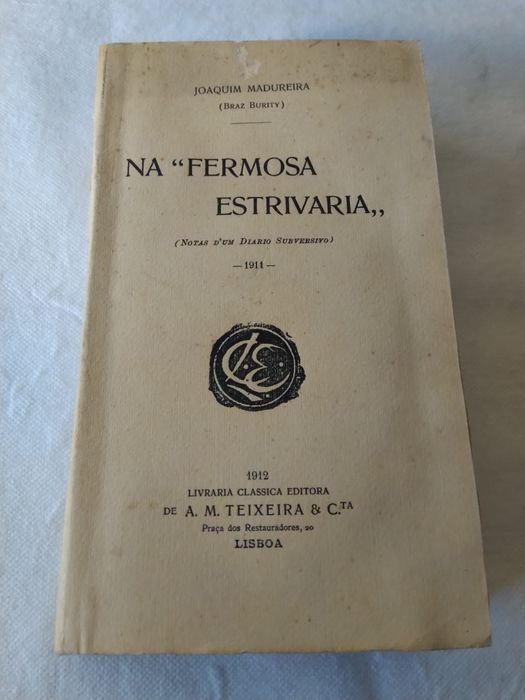 JOAQUIM MADUREIRA
(BRAZ BURITY)
NA “FERMOSA
ESTRIVARIA„
(NOTAS D'UM DIARIO SUBVERSIVO)
— 1911 —
LCE
1912
LIVRARIA CLASSICA EDITORA
DE A. M. TEIXEIRA & C.TA
Praça dos Restauradores, 20
LISBOA